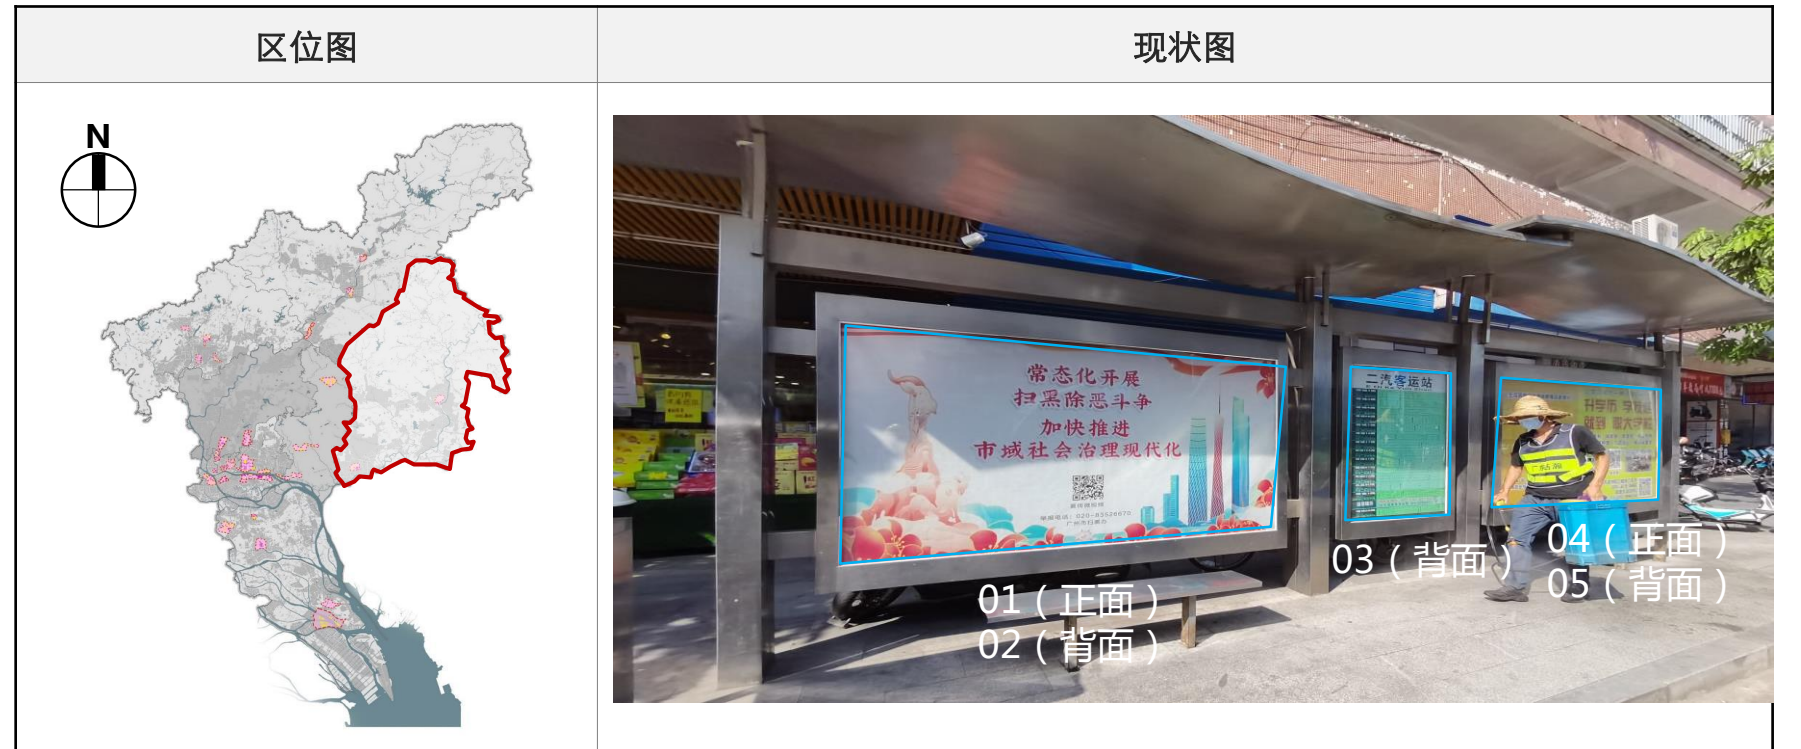 区位图
现状图
N
常态化开展
扫黑除恶斗争
加快推进
市域社会治理现代化
二汽客运站
01（正面）
02（背面）
03（背面）
04（正面）
05（背面）